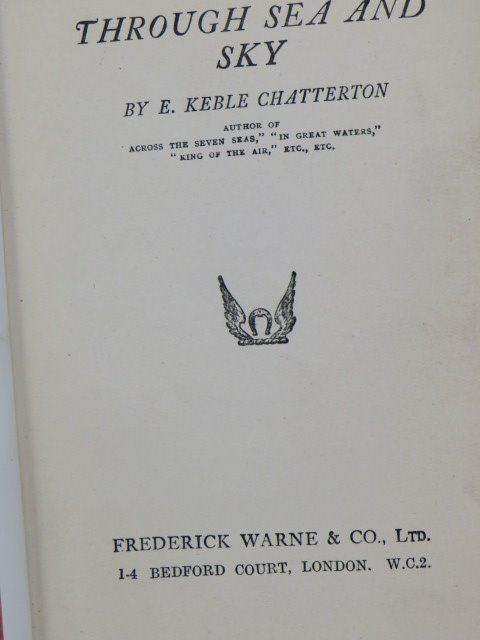 THROUGH SEA AND
SKY
BY E. KEBLE CHATTERTON
AUTHOR OF
ACROSS THE SEVEN SEAS," "IN GREAT WATERS,"
"KING OF THE AIR," ETC., ETC.
FREDERICK WARNE & CO., LTD.
1-4 BEDFORD COURT, LONDON. W.C.2.